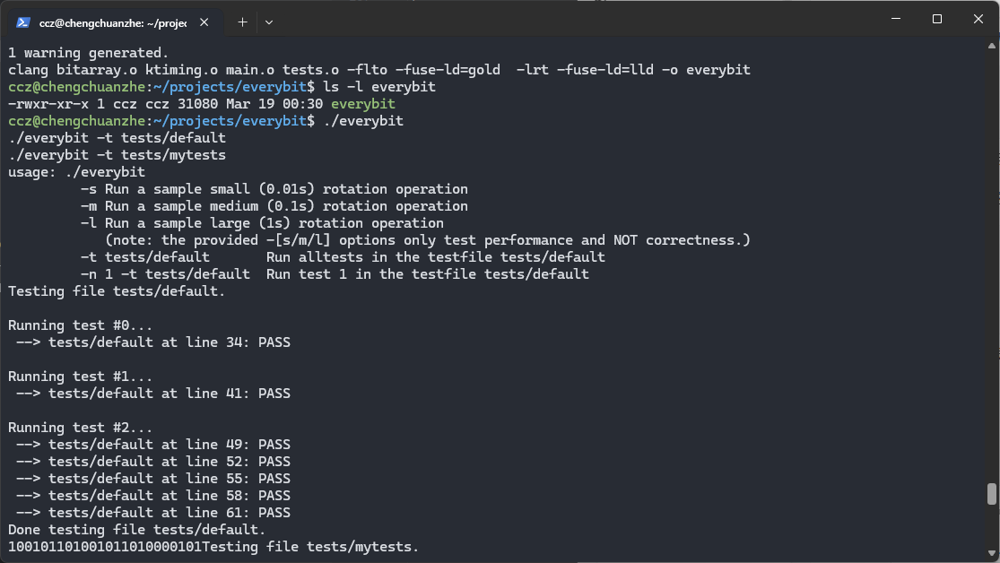 ccz@chengchuanzhe: ~/projec
1 warning generated.
clang bitarray.o ktiming.o main.o tests.o -flto -fuse-ld=gold  -lrt -fuse-ld=lld -o everybit
ccz@chengchuanzhe:~/projects/everybit$ ls -l everybit
-rwxr-xr-x 1 ccz ccz 31080 Mar 19 00:30 everybit
ccz@chengchuanzhe:~/projects/everybit$ ./everybit
./everybit -t tests/default
./everybit -t tests/mytests
usage: ./everybit
         -s Run a sample small (0.01s) rotation operation
         -m Run a sample medium (0.1s) rotation operation
         -l Run a sample large (1s) rotation operation
            (note: the provided -[s/m/l] options only test performance and NOT correctness.)
         -t tests/default       Run alltests in the testfile tests/default
         -n 1 -t tests/default  Run test 1 in the testfile tests/default
Testing file tests/default.
Running test #0...
 --> tests/default at line 34: PASS
Running test #1...
 --> tests/default at line 41: PASS
Running test #2...
 --> tests/default at line 49: PASS
 --> tests/default at line 52: PASS
 --> tests/default at line 55: PASS
 --> tests/default at line 58: PASS
 --> tests/default at line 61: PASS
Done testing file tests/default.
100101101001011010000101Testing file tests/mytests.